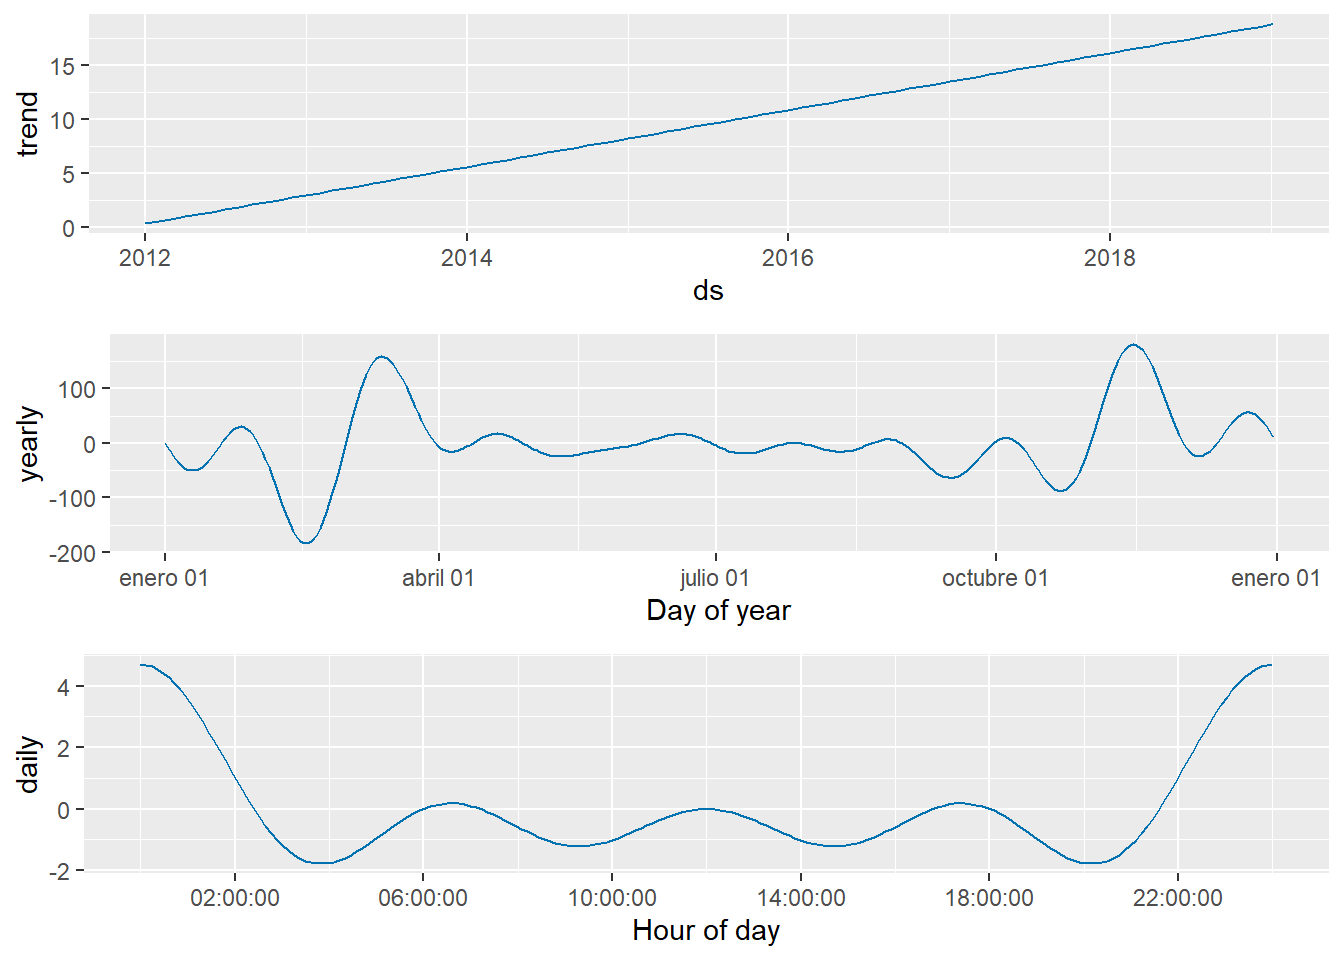 trend
15
10
5
0
2012 2014 2016 2018
ds
yearly
100
0
-100
-200
enero 01 abril 01 julio 01 octubre 01 enero 01
Day of year
daily
4
2
0
-2
02:00:00 06:00:00 10:00:00 14:00:00 18:00:00 22:00:00
Hour of day